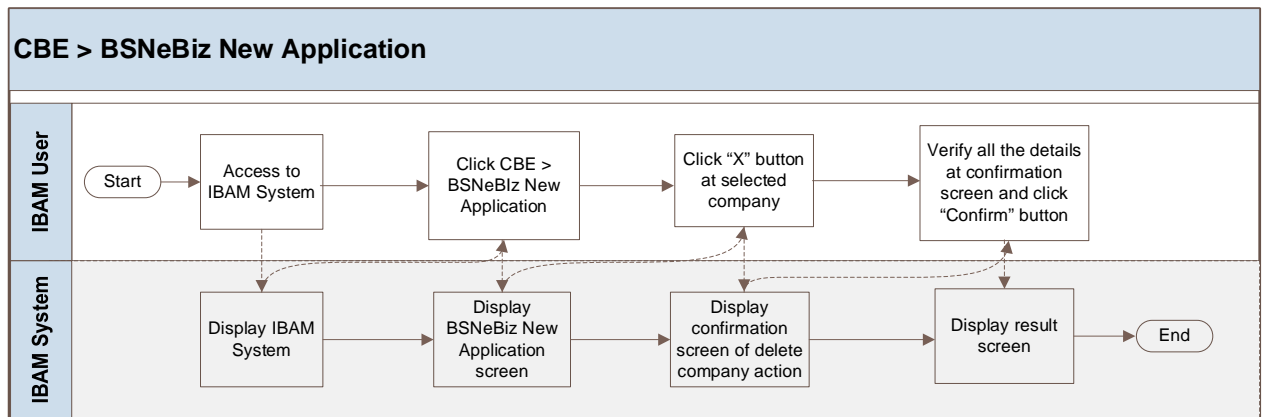 CBE > BSNeBiz New Application
IBAM User
Start
Access to
IBAM System
Click CBE >
BSNeBIz New
Application
Click “X” button
at selected
company
Verify all the details
at confirmation
screen and click
“Confirm” button
IBAM System
Display IBAM
System
Display
BSNeBiz New
Application
screen
Display
confirmation
screen of delete
company action
Display result
screen
End